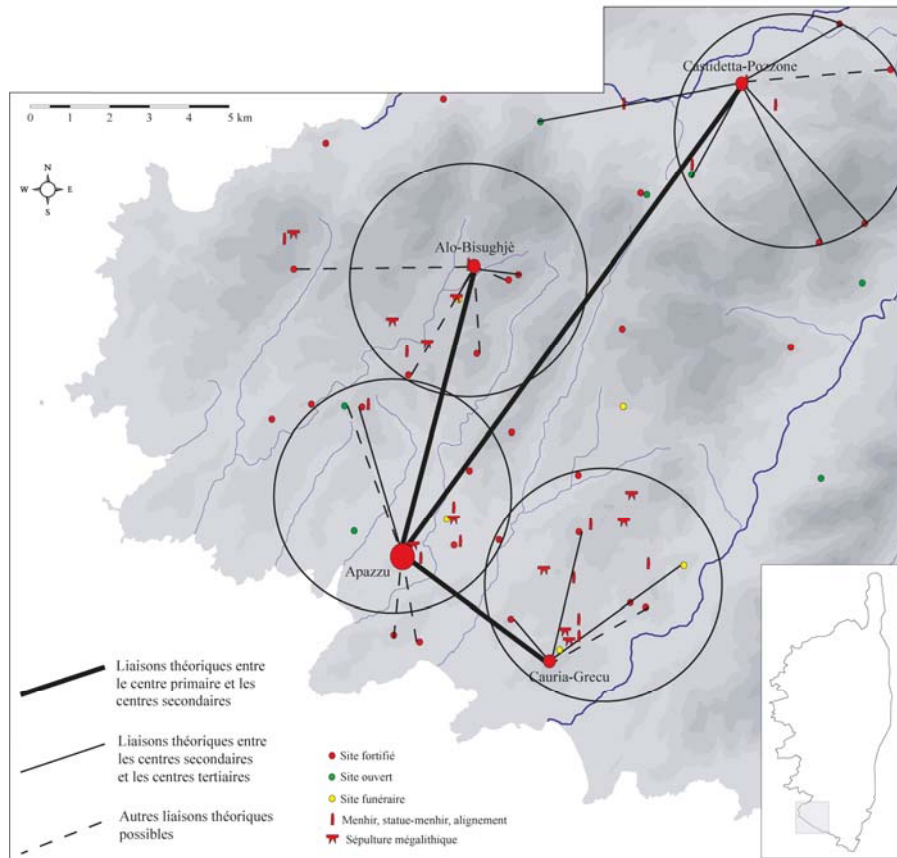 Castidetta-Pozzone
0 1 2 3 4 5 km
N
W E
S
Alo-Bisughjè
Apazzu
Cauria-Grecu
Liaisons théoriques entre
le centre primaire et les
centres secondaires
Liaisons théoriques entre
les centres secondaires
et les centres tertiaires
Autres liaisons théoriques
possibles
Site fortifié
Site ouvert
Site funéraire
Menhir, statue-menhir, alignement
Sépulture mégalithique